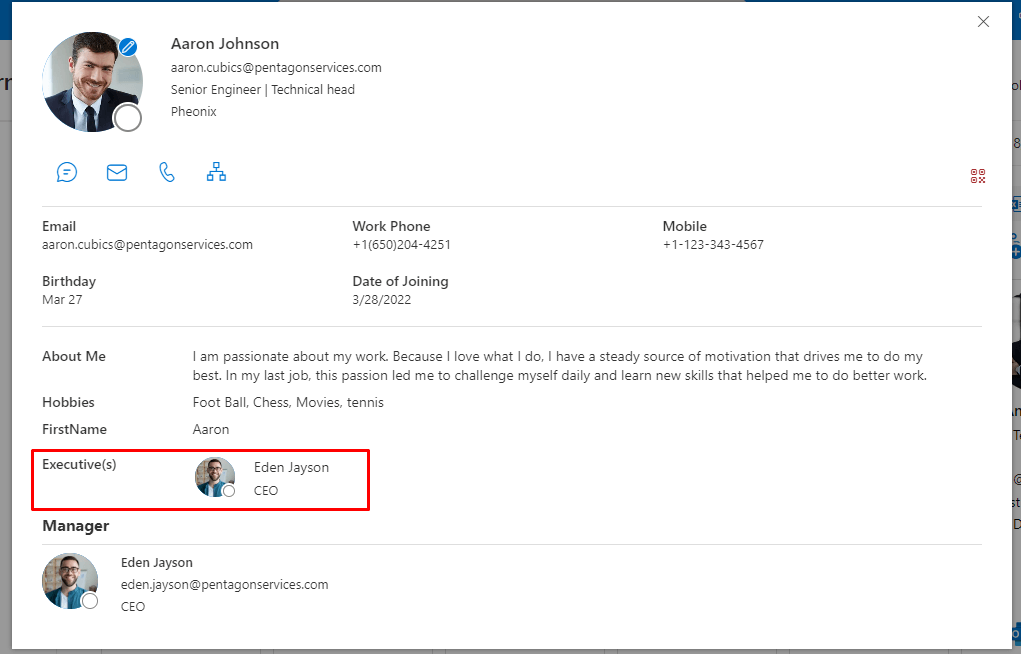 Aaron Johnson
aaron.cubics@pentagonservices.com
Senior Engineer | Technical head
Pheonix
Email
aaron.cubics@pentagonservices.com
Work Phone
+1(650)204-4251
Mobile
+1-123-343-4567
Birthday
Mar 27
Date of Joining
3/28/2022
About Me
I am passionate about my work. Because I love what I do, I have a steady source of motivation that drives me to do my
best. In my last job, this passion led me to challenge myself daily and learn new skills that helped me to do better work.
Hobbies
Foot Ball, Chess, Movies, tennis
FirstName
Aaron
Executive(s)
Eden Jayson
CEO
Manager
Eden Jayson
eden.jayson@pentagonservices.com
CEO